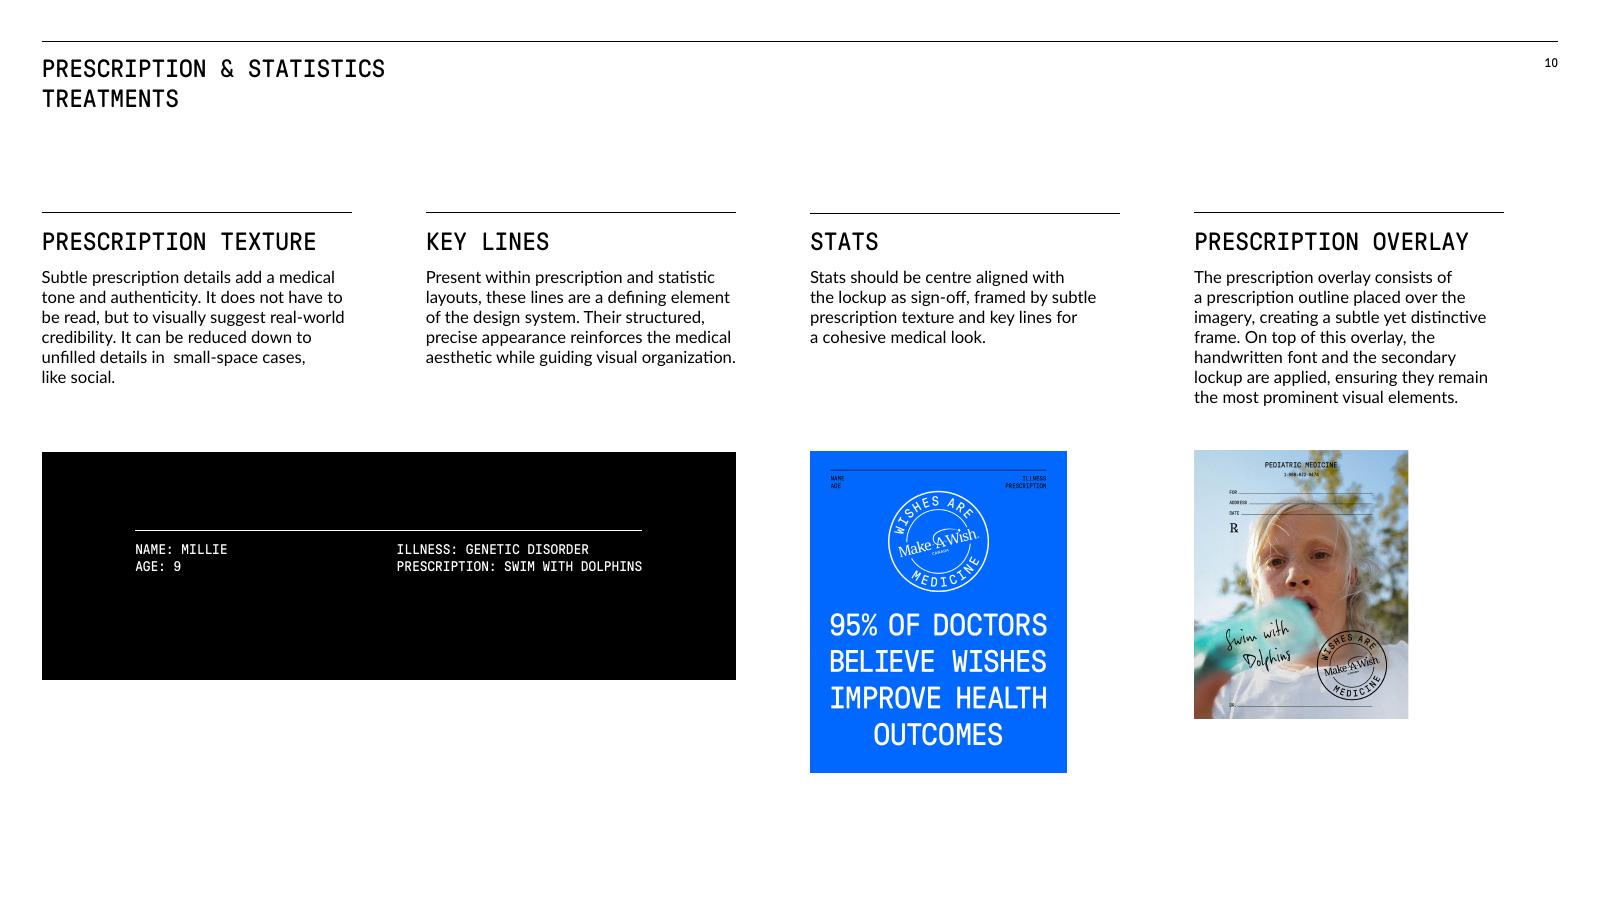 PRESCRIPTION & STATISTICS
TREATMENTS
10
PRESCRIPTION TEXTURE
Subtle prescription details add a medical
tone and authenticity. It does not have to
be read, but to visually suggest real-world
credibility. It can be reduced down to
unfilled details in  small-space cases,
like social.
KEY LINES
Present within prescription and statistic
layouts, these lines are a defining element
of the design system. Their structured,
precise appearance reinforces the medical
aesthetic while guiding visual organization.
STATS
Stats should be centre aligned with
the lockup as sign-off, framed by subtle
prescription texture and key lines for
a cohesive medical look.
PRESCRIPTION OVERLAY
The prescription overlay consists of
a prescription outline placed over the
imagery, creating a subtle yet distinctive
frame. On top of this overlay, the
handwritten font and the secondary
lockup are applied, ensuring they remain
the most prominent visual elements.
NAME: MILLIE
AGE: 9
ILLNESS: GENETIC DISORDER
PRESCRIPTION: SWIM WITH DOLPHINS
NAME
AGE
ILLNESS
PRESCRIPTION
WISHES ARE
Make-A-Wish
CANADA
MEDICINE
95% OF DOCTORS
BELIEVE WISHES
IMPROVE HEALTH
OUTCOMES
PEDIATRIC MEDICINE
FOR
ADDRESS
DATE
℞
Swim with
Dolphins
WISHES ARE
Make-A-Wish
MEDICINE